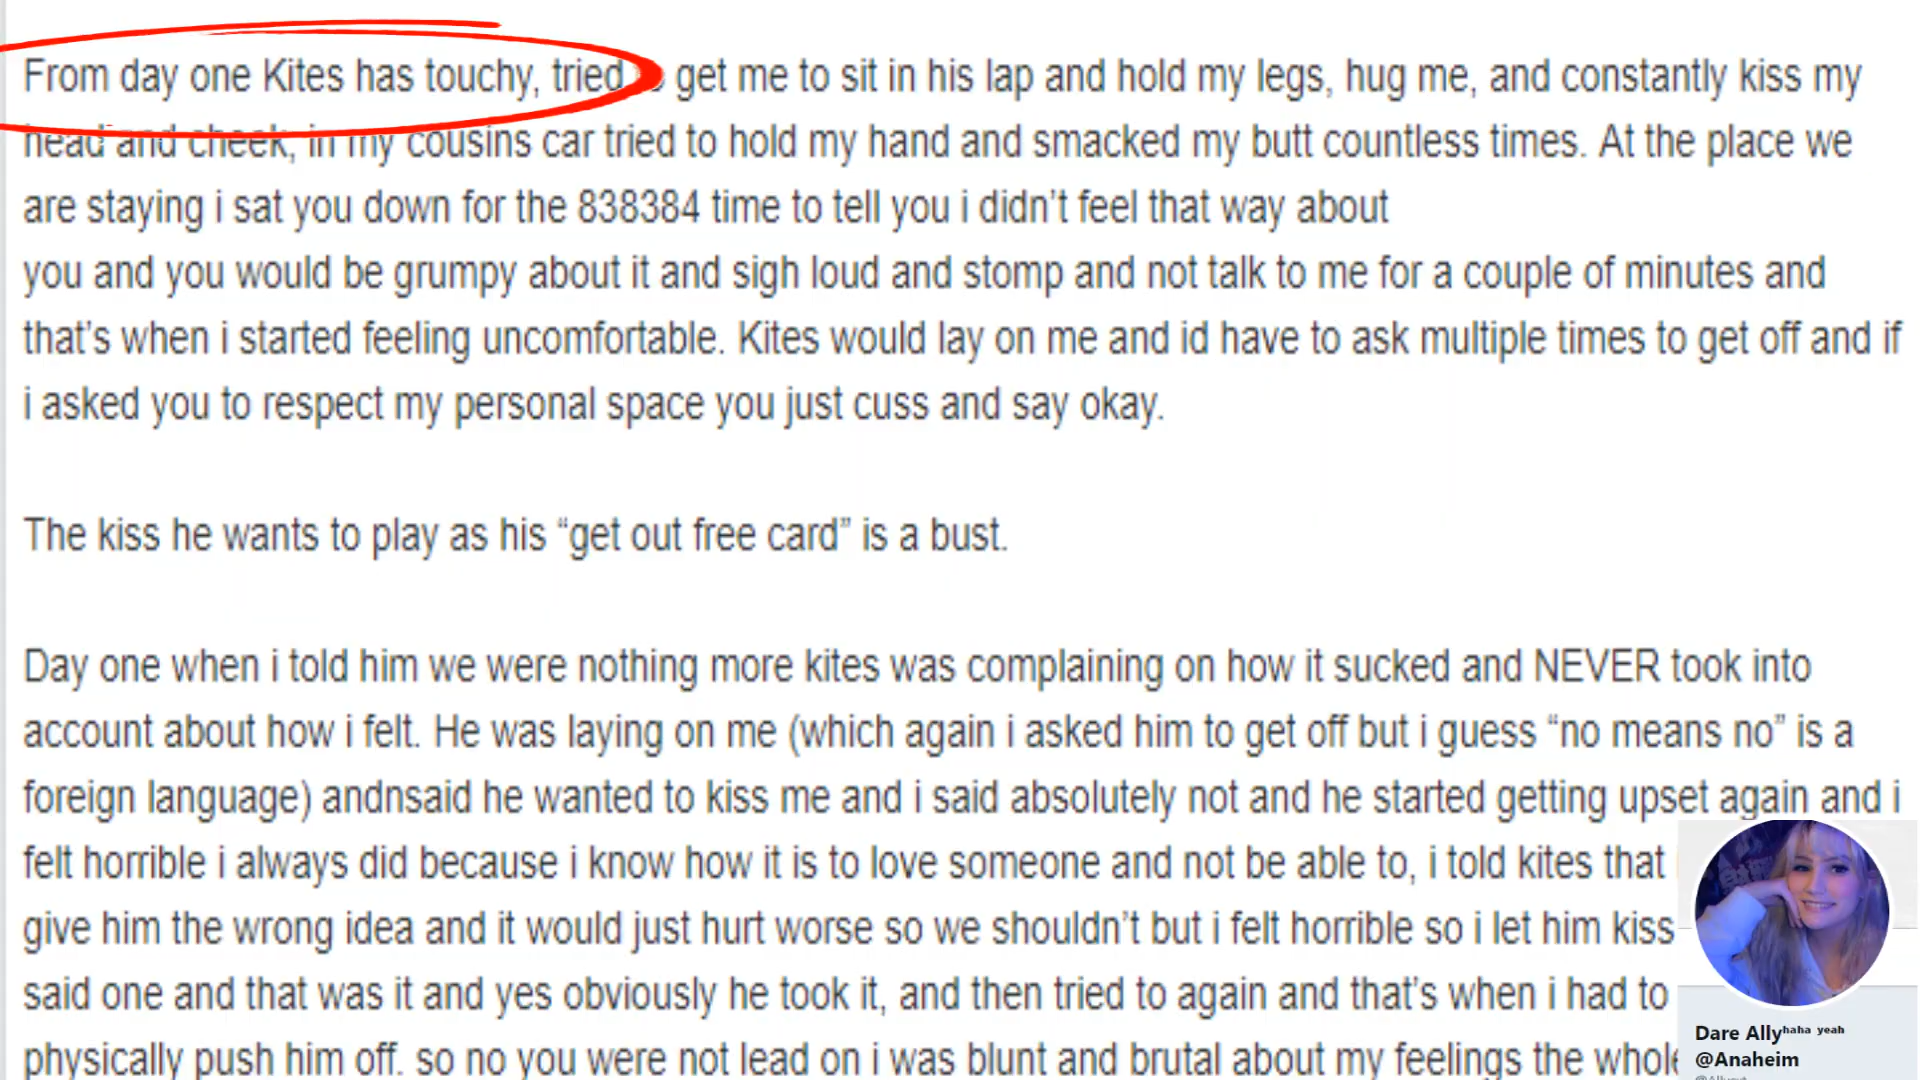 From day one Kites has touchy, tried get me to sit in his lap and hold my legs, hug me, and constantly kiss my
head and cheek, in my cousins car tried to hold my hand and smacked my butt countless times. At the place we
are staying i sat you down for the 838384 time to tell you i didn't feel that way about
you and you would be grumpy about it and sigh loud and stomp and not talk to me for a couple of minutes and
that's when i started feeling uncomfortable. Kites would lay on me and id have to ask multiple times to get off and if
i asked you to respect my personal space you just cuss and say okay.
The kiss he wants to play as his “get out free card” is a bust.
Day one when i told him we were nothing more kites was complaining on how it sucked and NEVER took into
account about how i felt. He was laying on me (which again i asked him to get off but i guess “no means no” is a
foreign language) andnsaid he wanted to kiss me and i said absolutely not and he started getting upset again and i
felt horrible i always did because i know how it is to love someone and not be able to, i told kites that
give him the wrong idea and it would just hurt worse so we shouldn't but i felt horrible so i let him kiss
said one and that was it and yes obviously he took it, and then tried to again and that's when i had to
physically push him off. so no you were not lead on i was blunt and brutal about my feelings the whole
Dare Allyʰᵃʰᵃ ʸᵉᵃʰ
@Anaheim